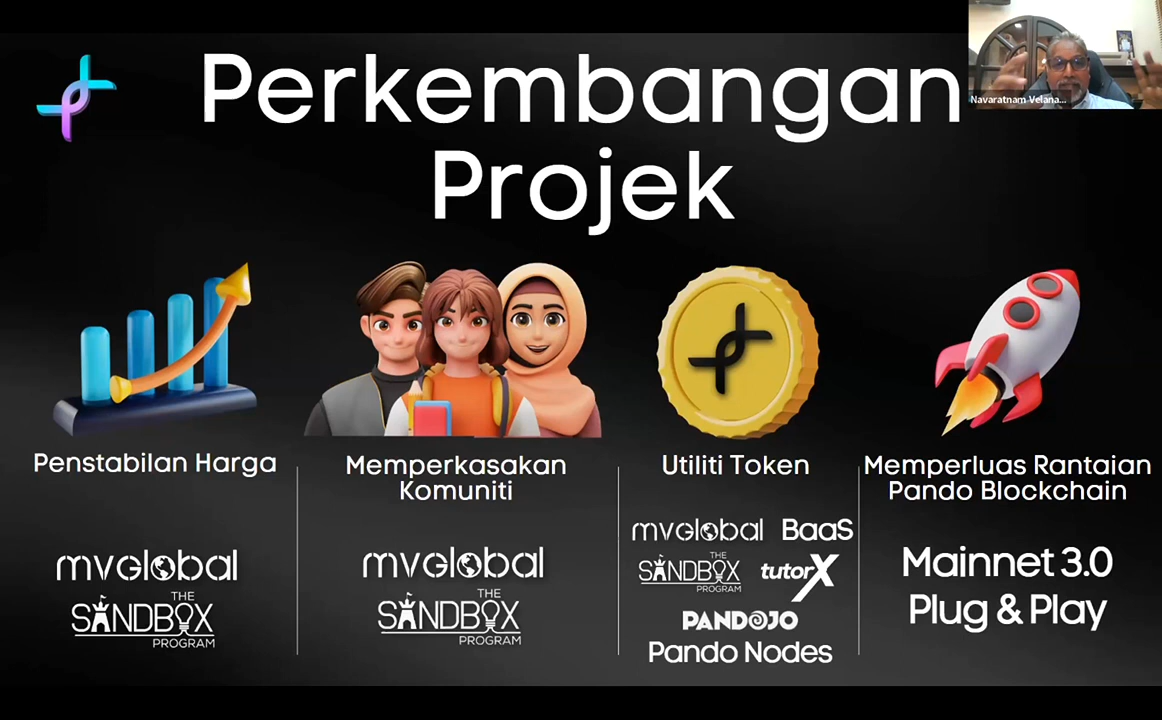 Perkembangan
Projek
Navaratnam Velana...
Penstabilan Harga
mvGlobal
THE
SANDBOX
PROGRAM
Memperkasakan
Komuniti
mvGlobal
THE
SANDBOX
PROGRAM
Utiliti Token
mvGlobal BaaS
THE
SANDBOX
PROGRAM
tutorX
PANDOJO
Pando Nodes
Memperluas Rantaian
Pando Blockchain
Mainnet 3.0
Plug & Play